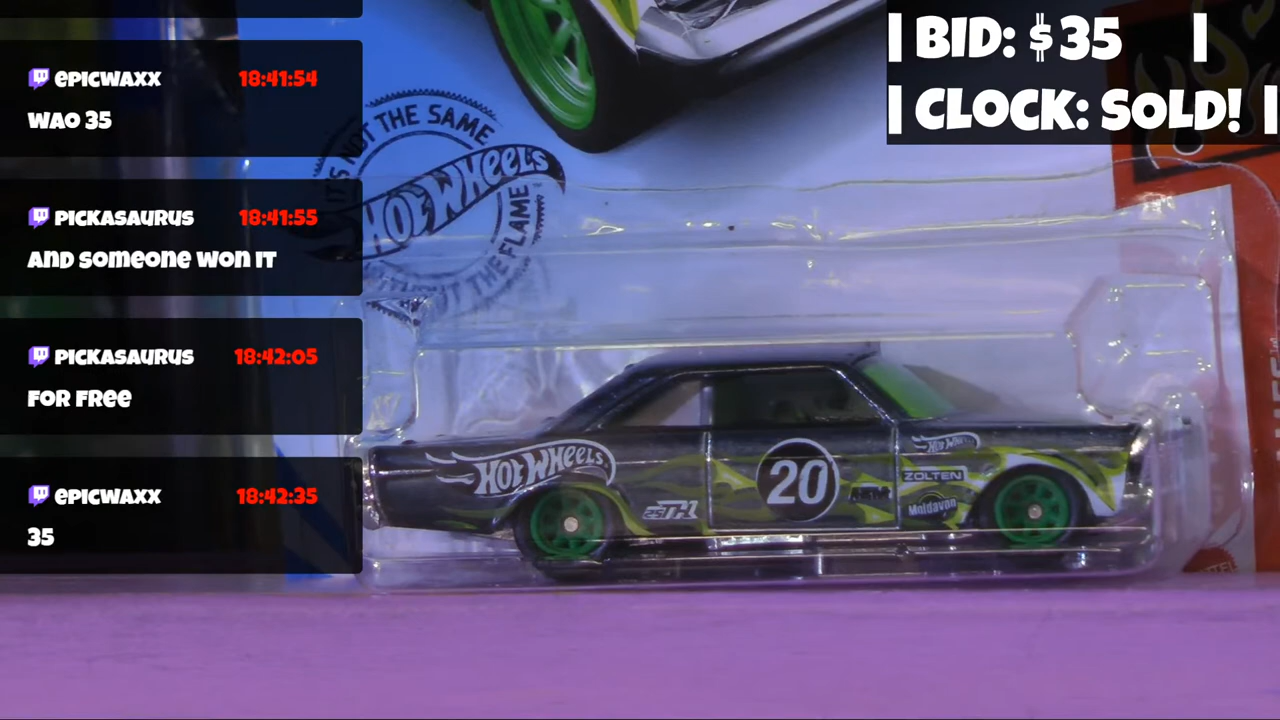 ePICWAXX 18:41:54
WAO 35
PICKASAURUS 18:41:55
AND SOMEONE WON IT
PICKASAURUS 18:42:05
FOR FREE
ePICWAXX 18:42:35
35
| BID: $35 |
| CLOCK: SOLD! |
IT'S NOT THE SAME
HOT WHEELS
WITHOUT THE FLAME
HOT WHEELS
20
HOT WHEELS
ZOLTEN
Moldavan
TH